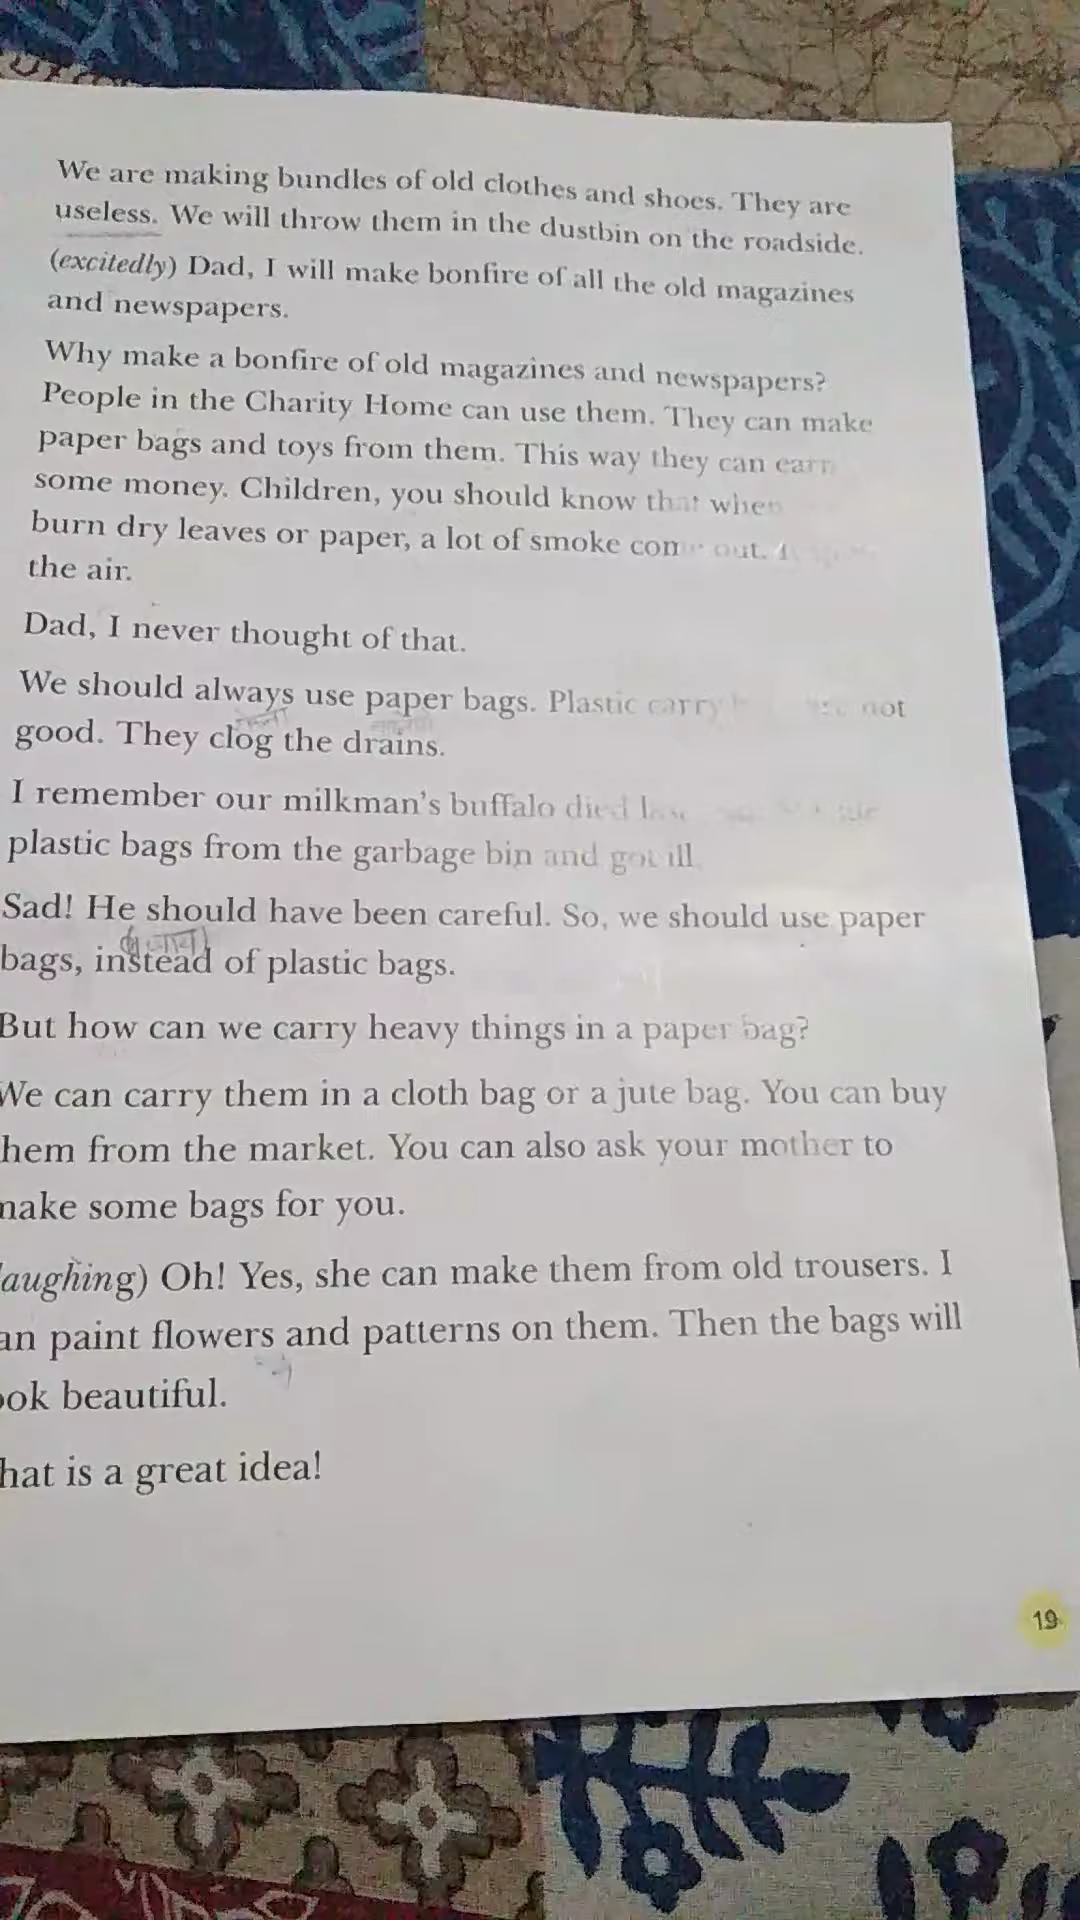 We are making bundles of old clothes and shoes. They are
useless. We will throw them in the dustbin on the roadside.
(excitedly) Dad, I will make bonfire of all the old magazines
and newspapers.
Why make a bonfire of old magazines and newspapers?
People in the Charity Home can use them. They can make
paper bags and toys from them. This way they can earn
some money. Children, you should know that when
burn dry leaves or paper, a lot of smoke come out.
the air.
Dad, I never thought of that.
We should always use paper bags. Plastic carry not
good. They clog the drains.
I remember our milkman's buffalo died
plastic bags from the garbage bin and got ill.
Sad! He should have been careful. So, we should use paper
bags, instead of plastic bags.
But how can we carry heavy things in a paper bag?
We can carry them in a cloth bag or a jute bag. You can buy
hem from the market. You can also ask your mother to
make some bags for you.
laughing) Oh! Yes, she can make them from old trousers. I
an paint flowers and patterns on them. Then the bags will
ook beautiful.
hat is a great idea!
19